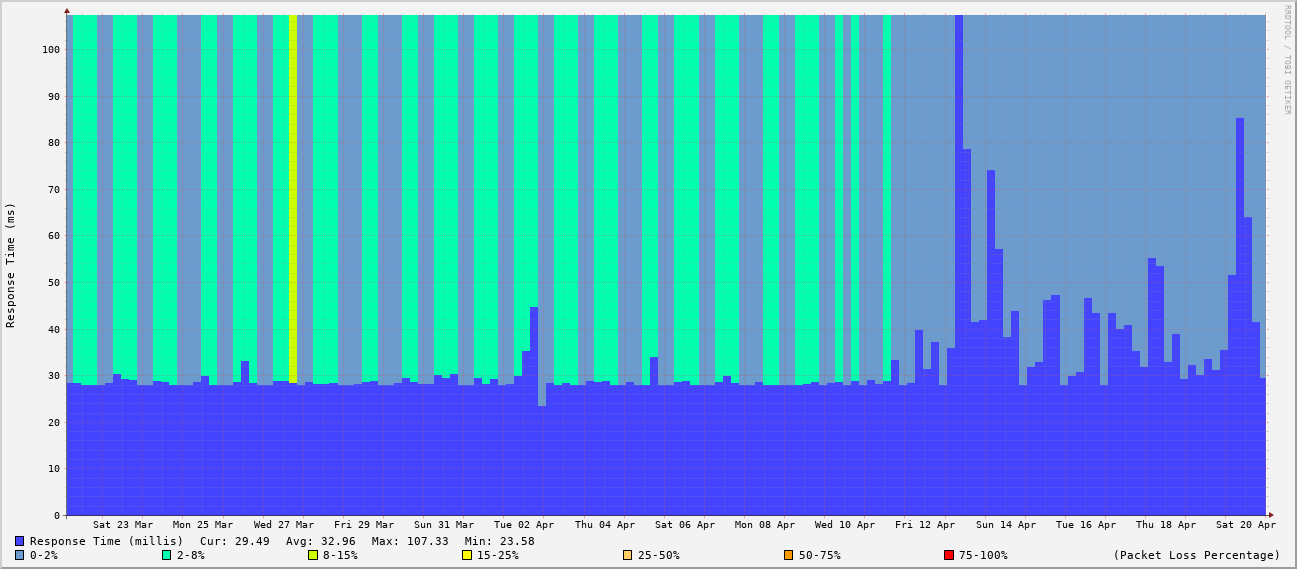 RRDTOOL / TOBI OETIKER
Response Time (ms)
100
90
80
70
60
50
40
30
20
10
0
Sat 23 Mar Mon 25 Mar Wed 27 Mar Fri 29 Mar Sun 31 Mar Tue 02 Apr Thu 04 Apr Sat 06 Apr Mon 08 Apr Wed 10 Apr Fri 12 Apr Sun 14 Apr Tue 16 Apr Thu 18 Apr Sat 20 Apr
Response Time (millis) Cur: 29.49 Avg: 32.96 Max: 107.33 Min: 23.58
0-2% 2-8% 8-15% 15-25% 25-50% 50-75% 75-100% (Packet Loss Percentage)